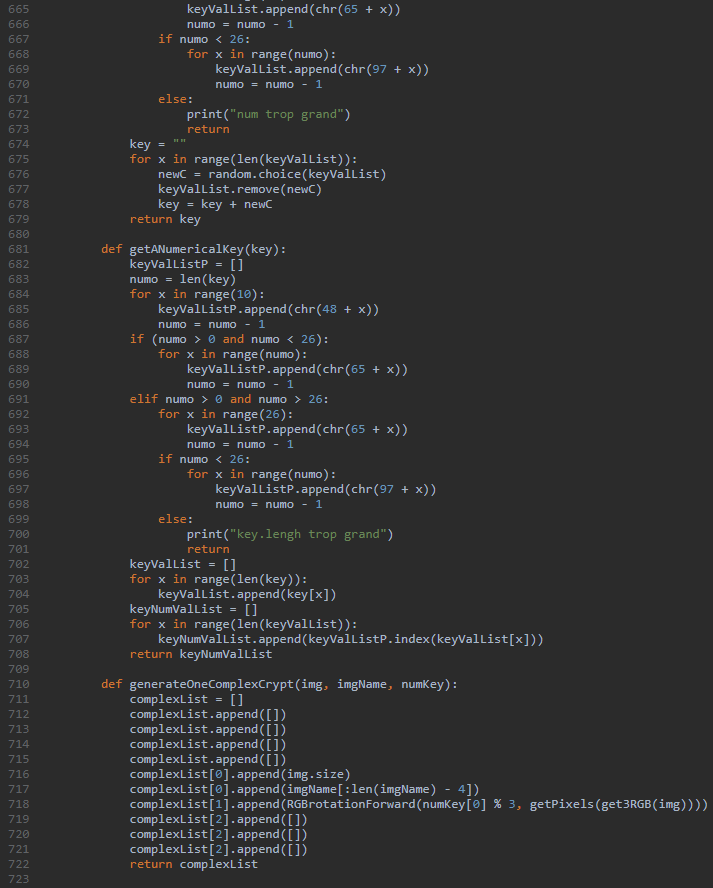 665                     keyValList.append(chr(65 + x))
666                     numo = numo - 1
667                 if numo < 26:
668                     for x in range(numo):
669                         keyValList.append(chr(97 + x))
670                         numo = numo - 1
671                 else:
672                     print("num trop grand")
673                     return
674             key = ""
675             for x in range(len(keyValList)):
676                 newC = random.choice(keyValList)
677                 keyValList.remove(newC)
678                 key = key + newC
679             return key
680
681         def getANumericalKey(key):
682             keyValListP = []
683             numo = len(key)
684             for x in range(10):
685                 keyValListP.append(chr(48 + x))
686                 numo = numo - 1
687             if (numo > 0 and numo < 26):
688                 for x in range(numo):
689                     keyValListP.append(chr(65 + x))
690                     numo = numo - 1
691             elif numo > 0 and numo > 26:
692                 for x in range(26):
693                     keyValListP.append(chr(65 + x))
694                     numo = numo - 1
695                 if numo < 26:
696                     for x in range(numo):
697                         keyValListP.append(chr(97 + x))
698                         numo = numo - 1
699                 else:
700                     print("key.lengh trop grand")
701                     return
702             keyValList = []
703             for x in range(len(key)):
704                 keyValList.append(key[x])
705             keyNumValList = []
706             for x in range(len(keyValList)):
707                 keyNumValList.append(keyValListP.index(keyValList[x]))
708             return keyNumValList
709
710         def generateOneComplexCrypt(img, imgName, numKey):
711             complexList = []
712             complexList.append([])
713             complexList.append([])
714             complexList.append([])
715             complexList.append([])
716             complexList[0].append(img.size)
717             complexList[0].append(imgName[:len(imgName) - 4])
718             complexList[1].append(RGBrotationForward(numKey[0] % 3, getPixels(get3RGB(img))))
719             complexList[2].append([])
720             complexList[2].append([])
721             complexList[2].append([])
722             return complexList
723